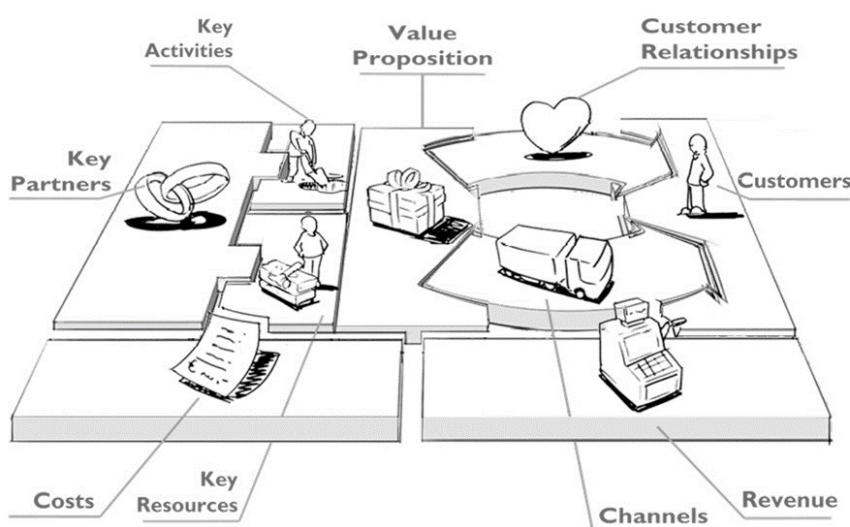 Key
Activities
Value
Proposition
Customer
Relationships
Key
Partners
Customers
Costs
Key
Resources
Channels
Revenue